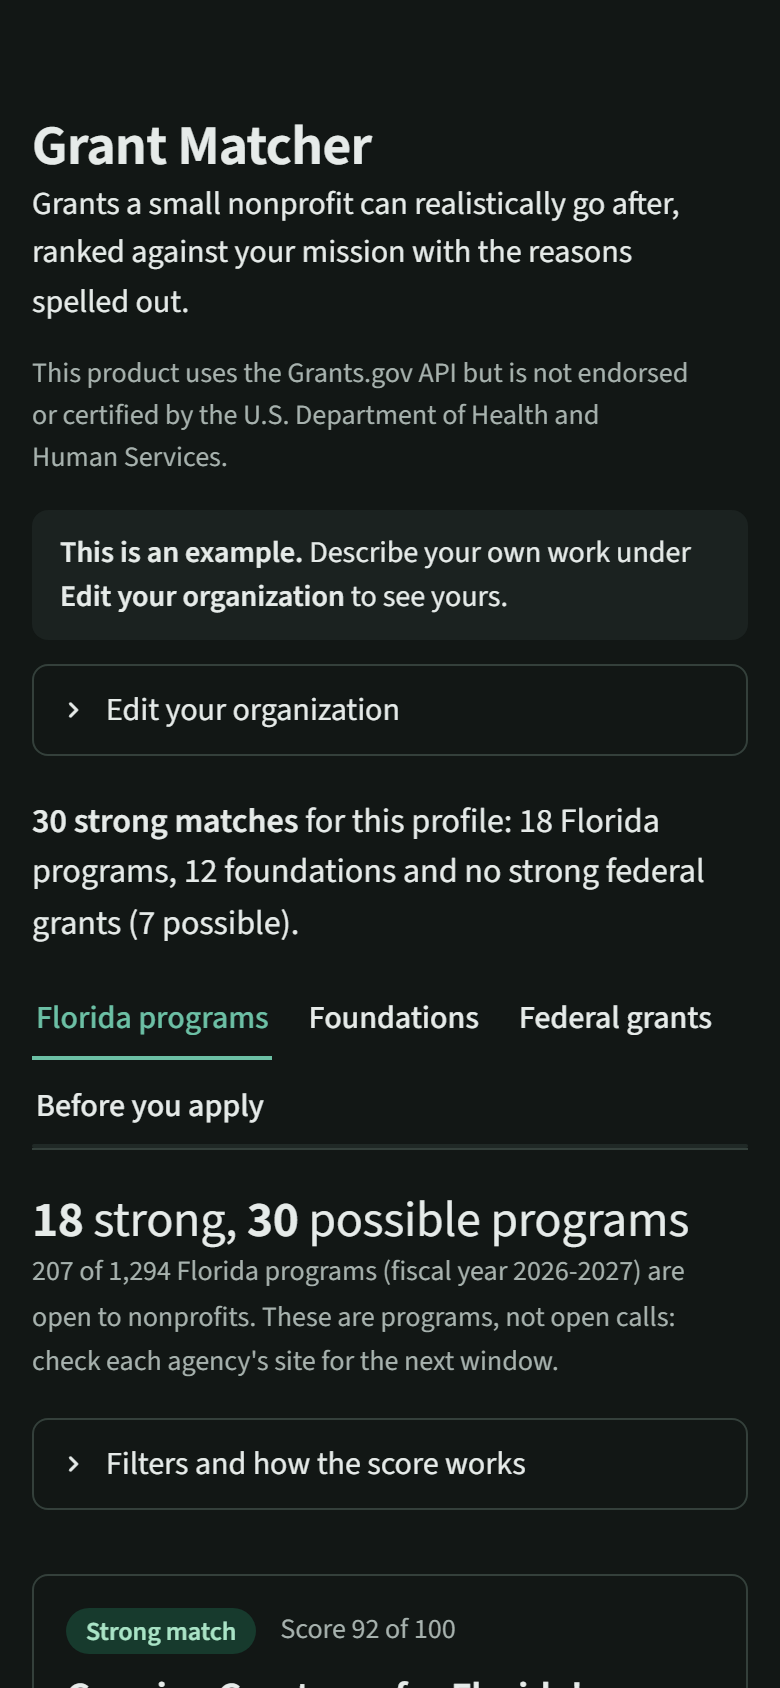 Grant Matcher
Grants a small nonprofit can realistically go after,
ranked against your mission with the reasons
spelled out.
This product uses the Grants.gov API but is not endorsed
or certified by the U.S. Department of Health and
Human Services.
This is an example. Describe your own work under
Edit your organization to see yours.
Edit your organization
30 strong matches for this profile: 18 Florida
programs, 12 foundations and no strong federal
grants (7 possible).
Florida programs Foundations Federal grants
Before you apply
18 strong, 30 possible programs
207 of 1,294 Florida programs (fiscal year 2026-2027) are
open to nonprofits. These are programs, not open calls:
check each agency's site for the next window.
Filters and how the score works
Strong match Score 92 of 100